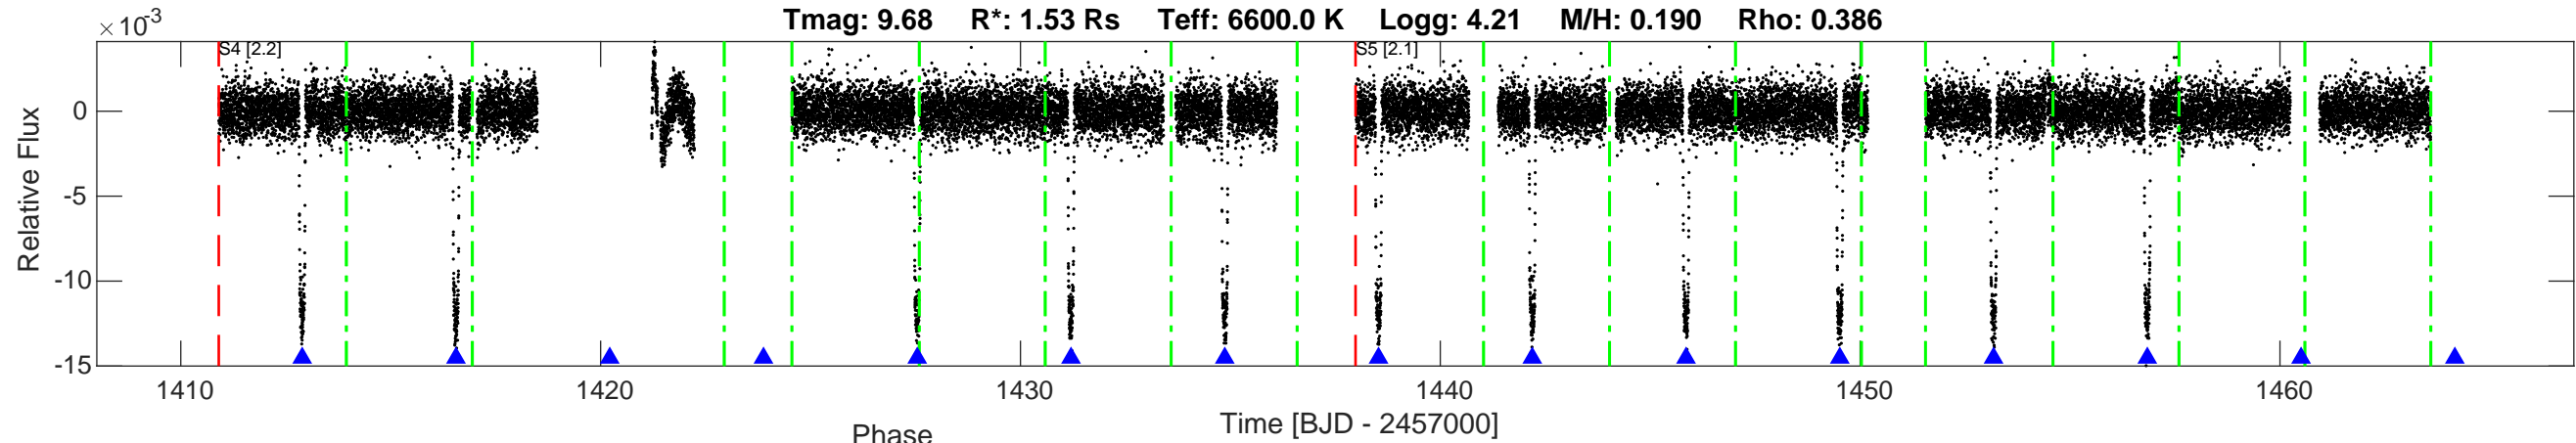 Tmag: 9.68 R*: 1.53 Rs Teff: 6600.0 K Logg: 4.21 M/H: 0.190 Rho: 0.386
×10-3
S4 [2.2] S5 [2.1]
0
-5
-10
-15
Relative Flux
1410 1420 1430 1440 1450 1460
Time [BJD - 2457000]
Phase